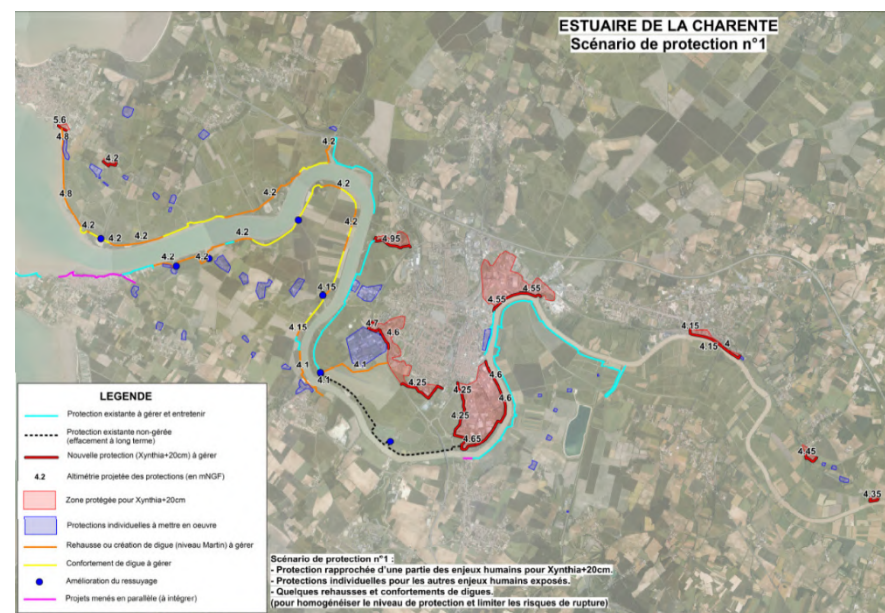 ESTUAIRE DE LA CHARENTE
Scénario de protection n°1
5.6
4.8
4.2
4.2
4.2
4.8
4.2
4.2
4.2
4.2
4.2
4.2
4.95
4.2
4.2
4.15
4.55
4.55
4.15
4.7
4.6
4.15
4.15
4
4.1
4.1
4.1
4.25
4.25
4.6
4.6
4.25
4.65
4.45
4.35
LEGENDE
Protection existante à gérer et entretenir
Protection existante non-gérée
(effacement à long terme)
Nouvelle protection (Xynthia+20cm) à gérer
4.2 Altimétrie projetée des protections (en mNGF)
Zone protégée pour Xynthia+20cm
Protections individuelles à mettre en oeuvre
Rehausse ou création de digue (niveau Martin) à gérer
Confortement de digue à gérer
Amélioration du ressuyage
Projets menés en parallèle (à intégrer)
Scénario de protection n°1 :
- Protection rapprochée d'une partie des enjeux humains pour Xynthia+20cm.
- Protections individuelles pour les autres enjeux humains exposés.
- Quelques rehausses et confortements de digues.
(pour homogénéiser le niveau de protection et limiter les risques de rupture)